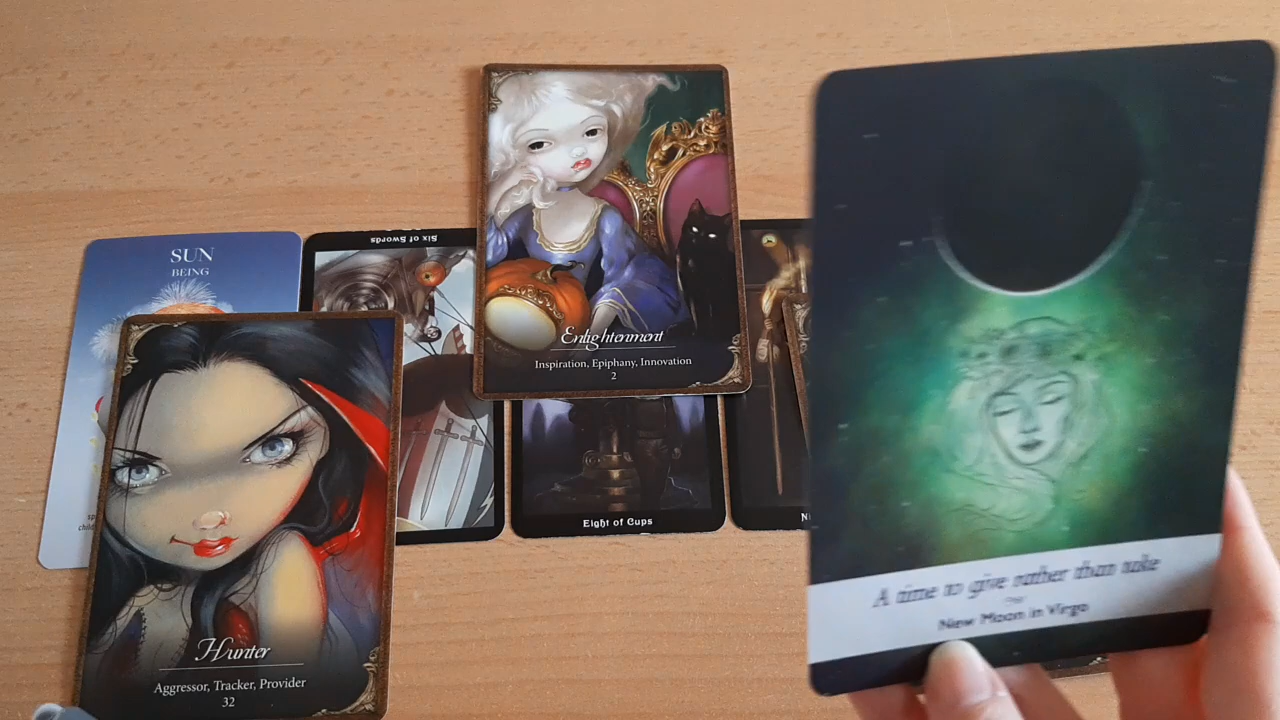 SUN
BEING
Six of Swords
Enlightenment
Inspiration, Epiphany, Innovation
2
Eight of Cups
Hunter
Aggressor, Tracker, Provider
32
A time to give rather than take
New Moon in Virgo